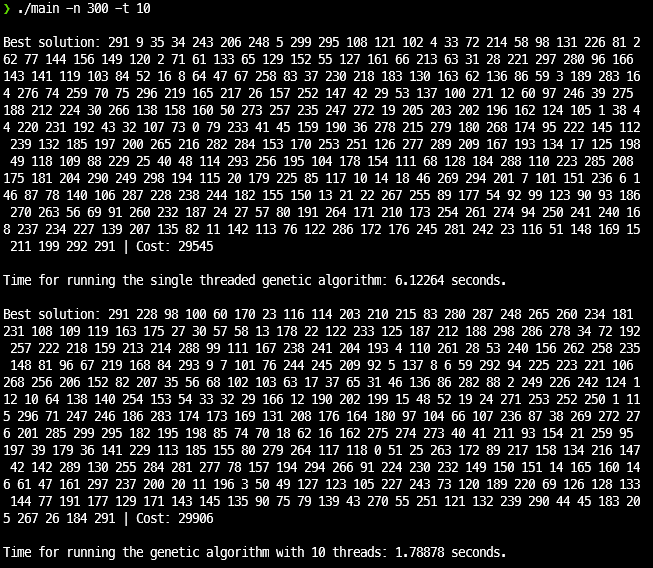 ❯ ./main -n 300 -t 10
Best solution: 291 9 35 34 243 206 248 5 299 295 108 121 102 4 33 72 214 58 98 131 226 81 2
62 77 144 156 149 120 2 71 61 133 65 129 152 55 127 161 66 213 63 31 28 221 297 280 96 166
143 141 119 103 84 52 16 8 64 47 67 258 83 37 230 218 183 130 163 62 136 86 59 3 189 283 16
4 276 74 259 70 75 296 219 165 217 26 157 252 147 42 29 53 137 100 271 12 60 97 246 39 275
188 212 224 30 266 138 158 160 50 273 257 235 247 272 19 205 203 202 196 162 124 105 1 38 4
4 220 231 192 43 32 107 73 0 79 233 41 45 159 190 36 278 215 279 180 268 174 95 222 145 112
239 132 185 197 200 265 216 282 284 153 170 253 251 126 277 289 209 167 193 134 17 125 198
49 118 109 88 229 25 40 48 114 293 256 195 104 178 154 111 68 128 184 288 110 223 285 208
175 181 204 290 249 298 194 115 20 179 225 85 117 10 14 18 46 269 294 201 7 101 151 236 6 1
46 87 78 140 106 287 228 238 244 182 155 150 13 21 22 267 255 89 177 54 92 99 123 90 93 186
270 263 56 69 91 260 232 187 24 27 57 80 191 264 171 210 173 254 261 274 94 250 241 240 16
8 237 234 227 139 207 135 82 11 142 113 76 122 286 172 176 245 281 242 23 116 51 148 169 15
211 199 292 291 | Cost: 29545
Time for running the single threaded genetic algorithm: 6.12264 seconds.
Best solution: 291 228 98 100 60 170 23 116 114 203 210 215 83 280 287 248 265 260 234 181
231 108 109 119 163 175 27 30 57 58 13 178 22 122 233 125 187 212 188 298 286 278 34 72 192
257 222 218 159 213 214 288 99 111 167 238 241 204 193 4 110 261 28 53 240 156 262 258 235
148 81 96 67 219 168 84 293 9 7 101 76 244 245 209 92 5 137 8 6 59 292 94 225 223 221 106
268 256 206 152 82 207 35 56 68 102 103 63 17 37 65 31 46 136 86 282 88 2 249 226 242 124 1
12 10 64 138 140 254 153 54 33 32 29 166 12 190 202 199 15 48 52 19 24 271 253 252 250 1 11
5 296 71 247 246 186 283 174 173 169 131 208 176 164 180 97 104 66 107 236 87 38 269 272 27
6 201 285 299 295 182 195 198 85 74 70 18 62 16 162 275 274 273 40 41 211 93 154 21 259 95
197 39 179 36 141 229 113 185 155 80 279 264 117 118 0 51 25 263 172 89 217 158 134 216 147
42 142 289 130 255 284 281 277 78 157 194 294 266 91 224 230 232 149 150 151 14 165 160 14
6 61 47 161 297 237 200 20 11 196 3 50 49 127 123 105 227 243 73 120 189 220 69 126 128 133
144 77 191 177 129 171 143 145 135 90 75 79 139 43 270 55 251 121 132 239 290 44 45 183 20
5 267 26 184 291 | Cost: 29906
Time for running the genetic algorithm with 10 threads: 1.78878 seconds.